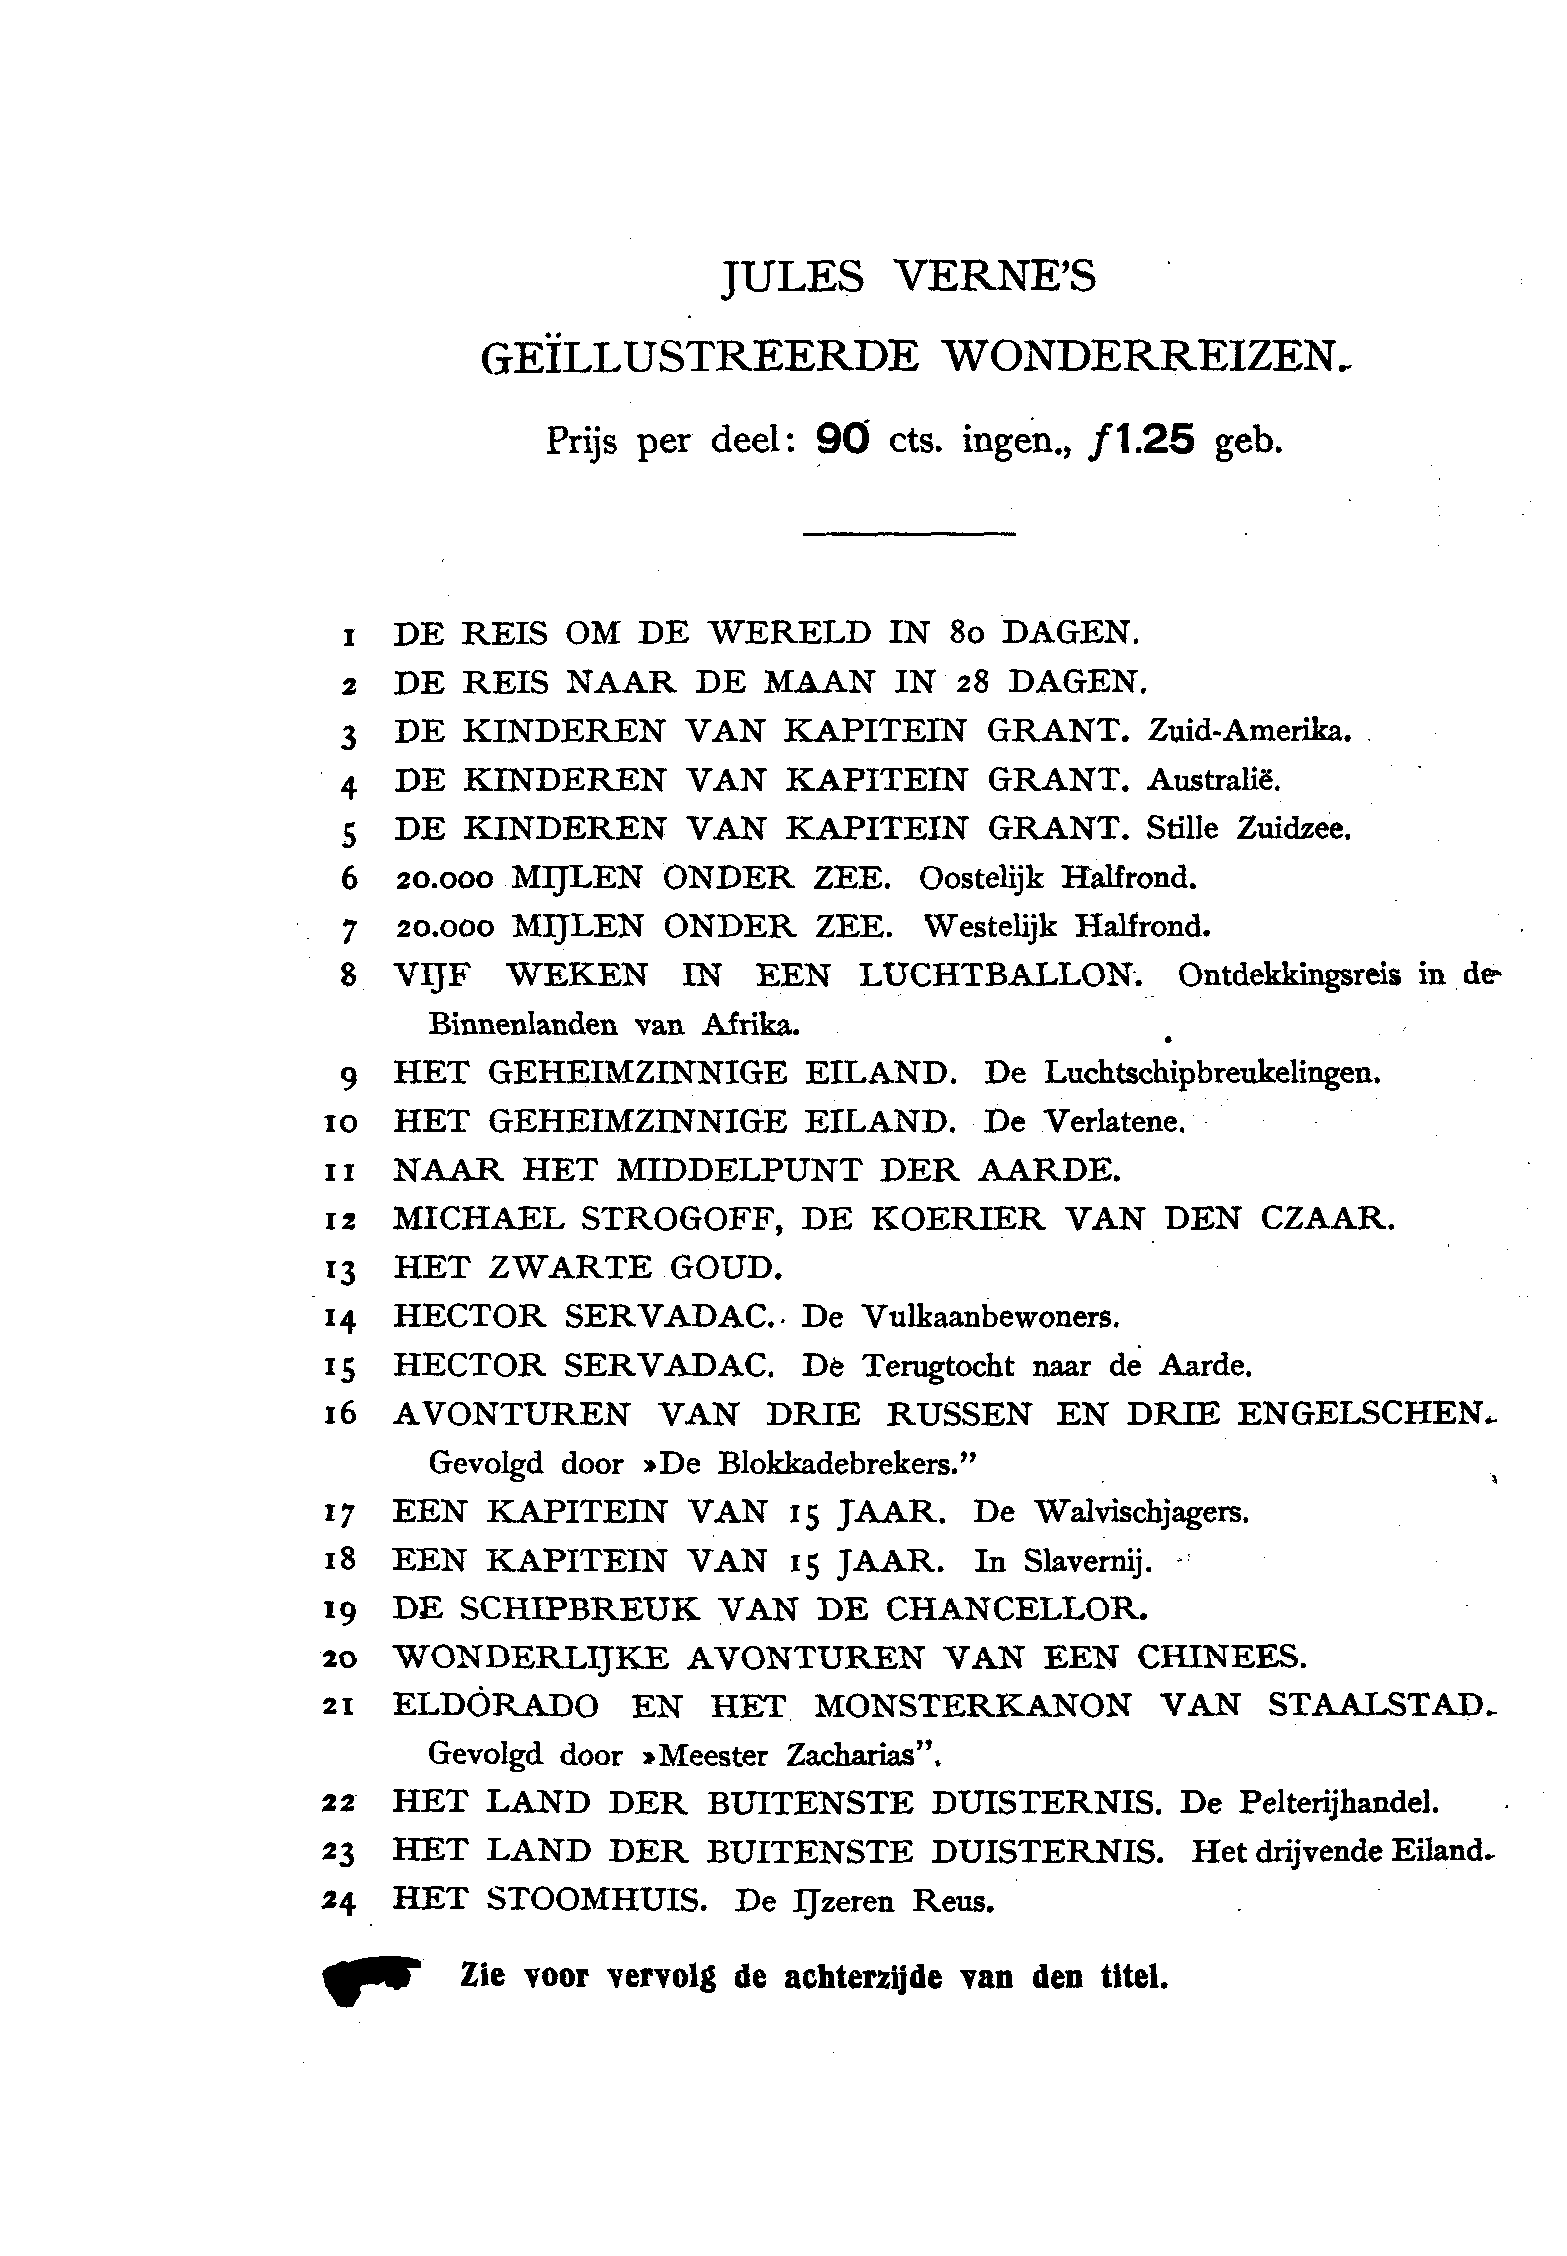 JULES VERNE'S
GEÏLLUSTREERDE WONDERREIZEN.
Prijs per deel: 90 cts. ingen., ƒ1.25 geb.
1 DE REIS OM DE WERELD IN 80 DAGEN.
2 DE REIS NAAR DE MAAN IN 28 DAGEN.
3 DE KINDEREN VAN KAPITEIN GRANT. Zuid-Amerika.
4 DE KINDEREN VAN KAPITEIN GRANT. Australië.
5 DE KINDEREN VAN KAPITEIN GRANT. Stille Zuidzee.
6 20.000 MIJLEN ONDER ZEE. Oostelijk Halfrond.
7 20.000 MIJLEN ONDER ZEE. Westelijk Halfrond.
8 VIJF WEKEN IN EEN LUCHTBALLON. Ontdekkingsreis in de
Binnenlanden van Afrika.
9 HET GEHEIMZINNIGE EILAND. De Luchtschipbreukelingen.
10 HET GEHEIMZINNIGE EILAND. De Verlatene.
11 NAAR HET MIDDELPUNT DER AARDE.
12 MICHAEL STROGOFF, DE KOERIER VAN DEN CZAAR.
13 HET ZWARTE GOUD.
14 HECTOR SERVADAC. De Vulkaanbewoners.
15 HECTOR SERVADAC. De Terugtocht naar de Aarde.
16 AVONTUREN VAN DRIE RUSSEN EN DRIE ENGELSCHEN.
Gevolgd door »De Blokkadebrekers.”
17 EEN KAPITEIN VAN 15 JAAR. De Walvischjagers.
18 EEN KAPITEIN VAN 15 JAAR. In Slavernij.
19 DE SCHIPBREUK VAN DE CHANCELLOR.
20 WONDERLIJKE AVONTUREN VAN EEN CHINEES.
21 ELDORADO EN HET MONSTERKANON VAN STAALSTAD.
Gevolgd door »Meester Zacharias”.
22 HET LAND DER BUITENSTE DUISTERNIS. De Pelterijhandel.
23 HET LAND DER BUITENSTE DUISTERNIS. Het drijvende Eiland.
24 HET STOOMHUIS. De IJzeren Reus.
Zie voor vervolg de achterzijde van den titel.